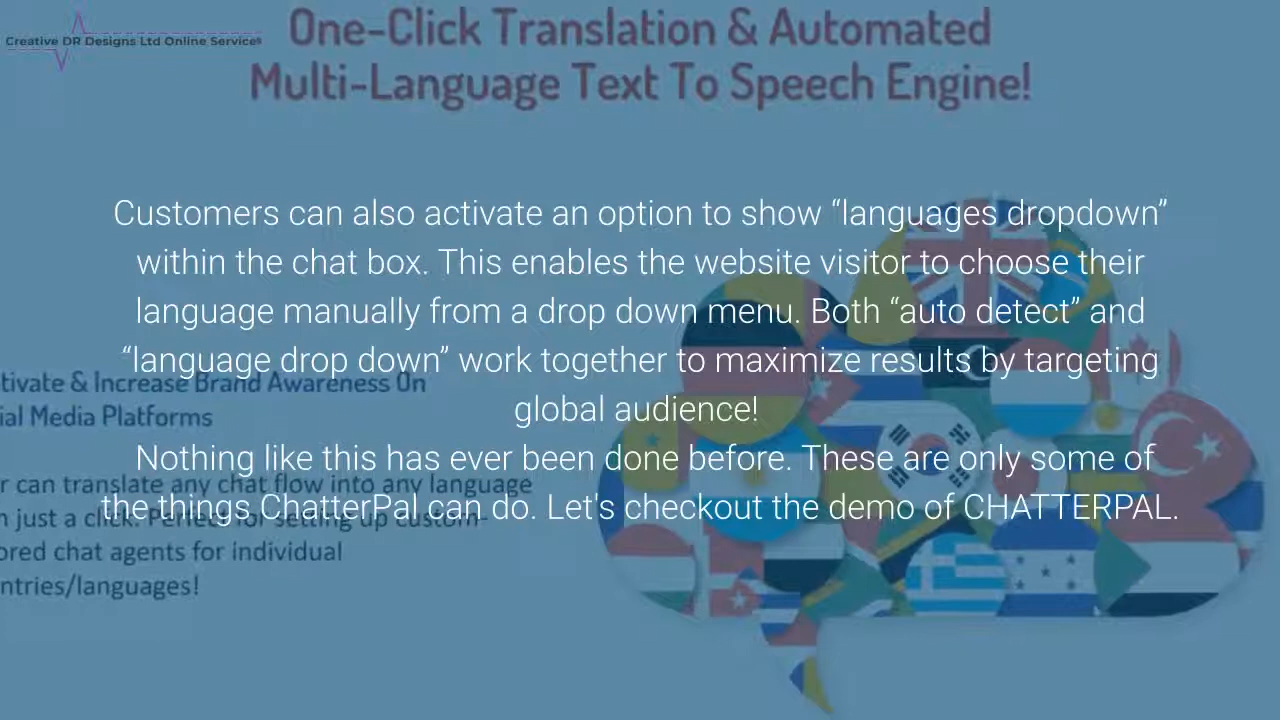 Creative DR Designs Ltd Online Services
One-Click Translation & Automated
Multi-Language Text To Speech Engine!
Customers can also activate an option to show “languages dropdown”
within the chat box. This enables the website visitor to choose their
language manually from a drop down menu. Both “auto detect” and
“language drop down” work together to maximize results by targeting
global audience!
Nothing like this has ever been done before. These are only some of
the things ChatterPal can do. Let's checkout the demo of CHATTERPAL.
tivate & Increase Brand Awareness On
ial Media Platforms
r can translate any chat flow into any language
n just a click. Perfect for setting up custom-
ored chat agents for individual
ntries/languages!